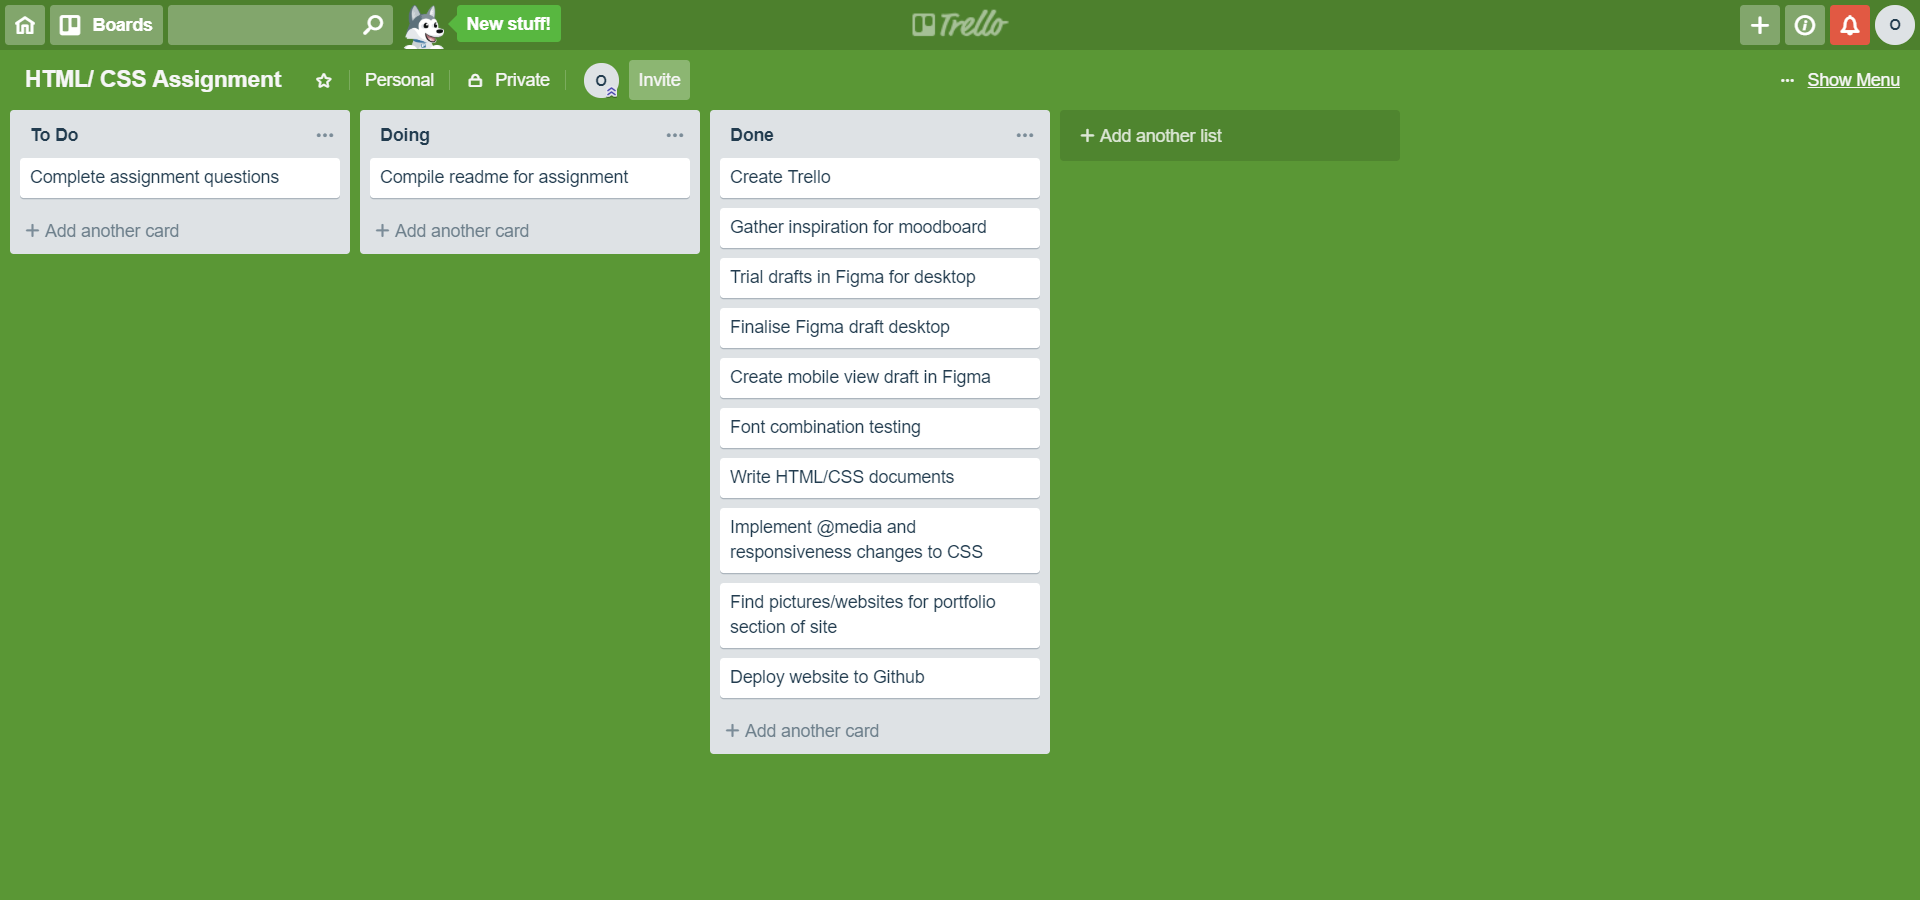 Boards
New stuff!
Trello
O
HTML/ CSS Assignment
Personal
Private
O
Invite
... Show Menu
To Do
Complete assignment questions
+ Add another card
Doing
Compile readme for assignment
+ Add another card
Done
Create Trello
Gather inspiration for moodboard
Trial drafts in Figma for desktop
Finalise Figma draft desktop
Create mobile view draft in Figma
Font combination testing
Write HTML/CSS documents
Implement @media and
responsiveness changes to CSS
Find pictures/websites for portfolio
section of site
Deploy website to Github
+ Add another card
+ Add another list